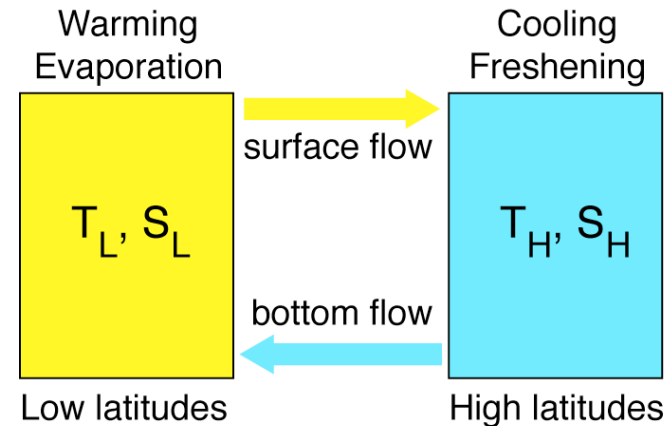 Warming
Evaporation
Cooling
Freshening
surface flow
T_L, S_L
T_H, S_H
bottom flow
Low latitudes
High latitudes